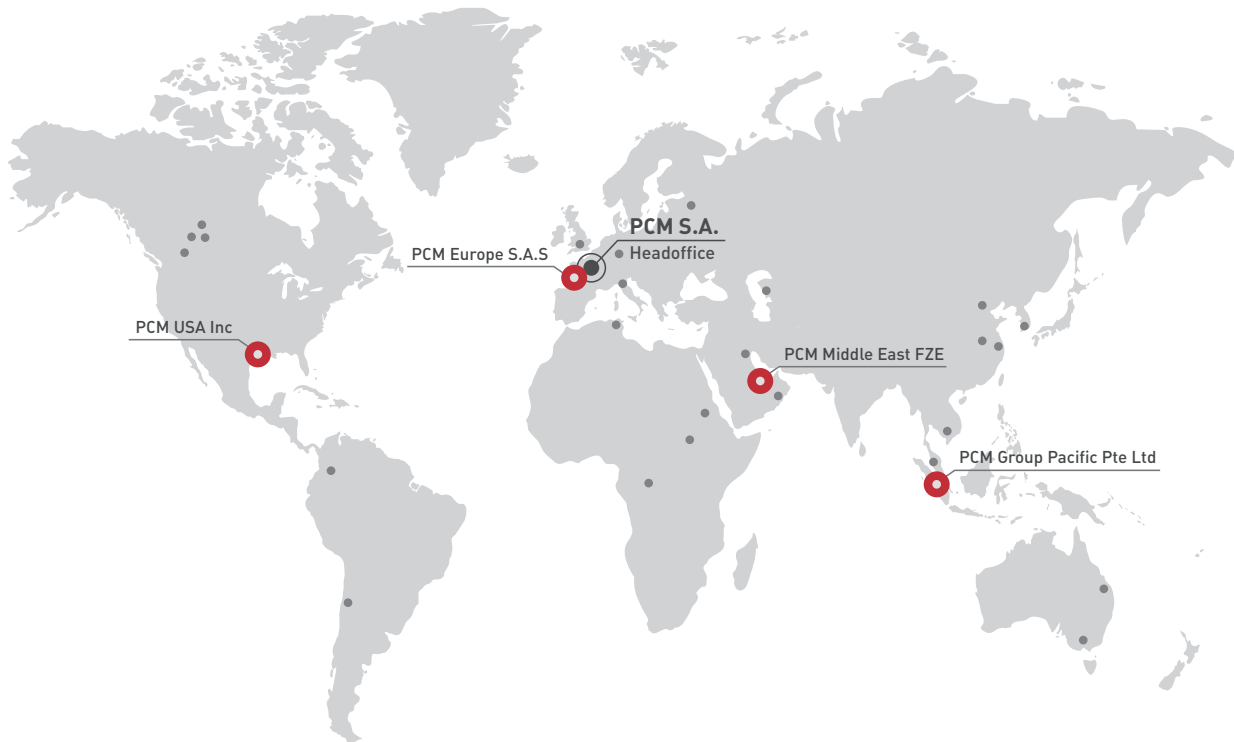 PCM S.A.
Headoffice
PCM Europe S.A.S
PCM USA Inc
PCM Middle East FZE
PCM Group Pacific Pte Ltd